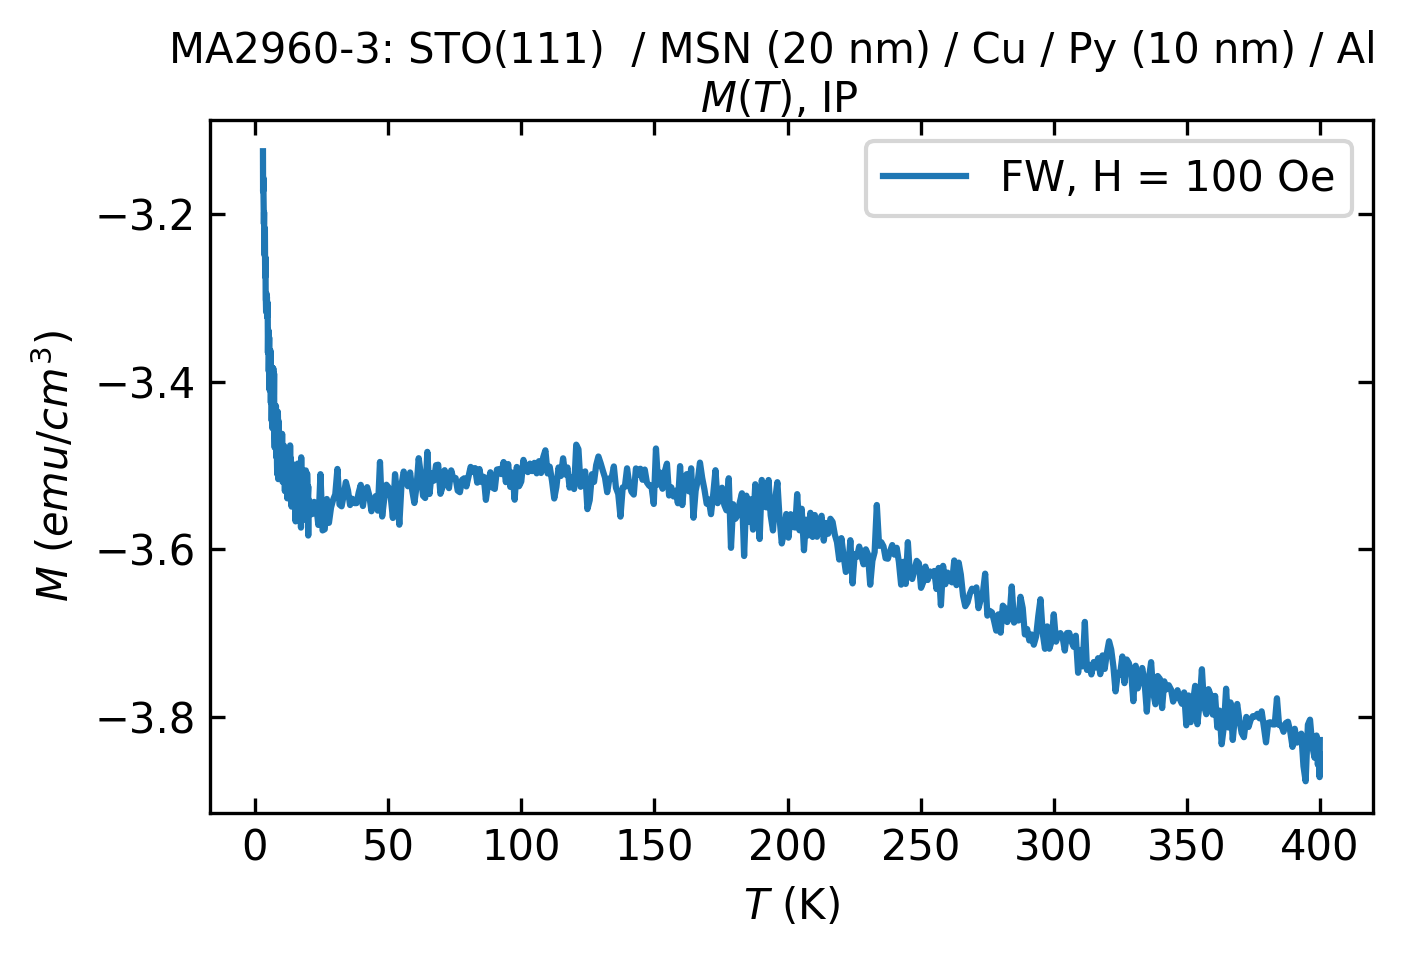 MA2960-3: STO(111)  / MSN (20 nm) / Cu / Py (10 nm) / Al
M(T), IP
FW, H = 100 Oe
−3.2
−3.4
−3.6
−3.8
M (emu/cm³)
0 50 100 150 200 250 300 350 400
T (K)